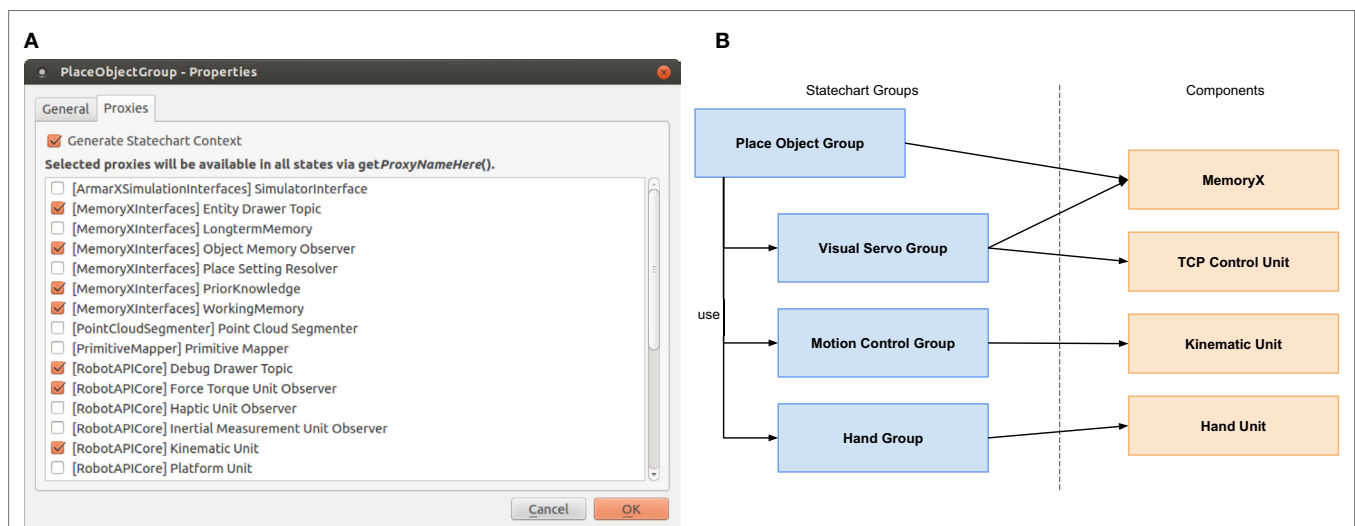 A
PlaceObjectGroup - Properties
General Proxies
Generate Statechart Context
Selected proxies will be available in all states via getProxyNameHere().
[ArmarXSimulationInterfaces] SimulatorInterface
[MemoryXInterfaces] Entity Drawer Topic
[MemoryXInterfaces] LongtermMemory
[MemoryXInterfaces] Object Memory Observer
[MemoryXInterfaces] Place Setting Resolver
[MemoryXInterfaces] PriorKnowledge
[MemoryXInterfaces] WorkingMemory
[PointCloudSegmenter] Point Cloud Segmenter
[PrimitiveMapper] Primitive Mapper
[RobotAPICore] Debug Drawer Topic
[RobotAPICore] Force Torque Unit Observer
[RobotAPICore] Haptic Unit Observer
[RobotAPICore] Inertial Measurement Unit Observer
[RobotAPICore] Kinematic Unit
[RobotAPICore] Platform Unit
Cancel OK
B
Statechart Groups Components
Place Object Group
MemoryX
Visual Servo Group
TCP Control Unit
use
Motion Control Group
Kinematic Unit
Hand Group
Hand Unit